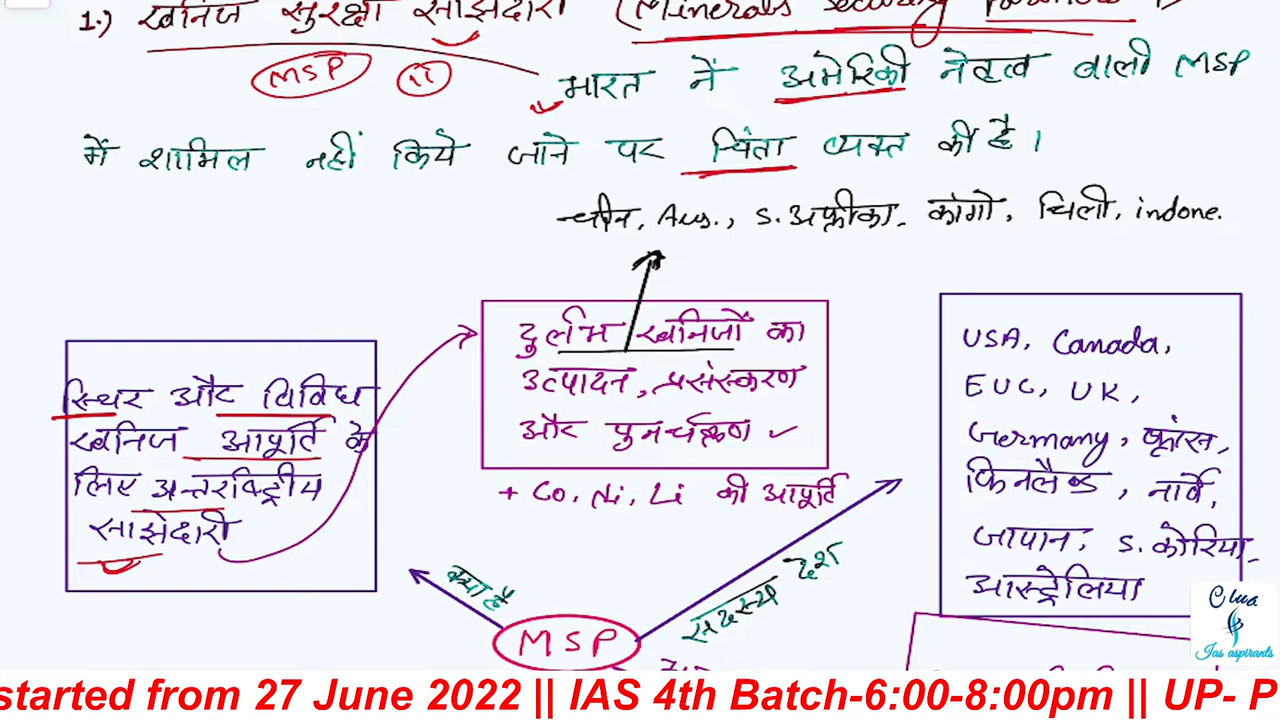 1.) खनिज सुरक्षा साझेदारी (Minerals Security
MSP 11
भारत नें अमेरिकी नेतृत्व वाली MSP
में शामिल नहीं किये जाने पर चिंता व्यक्त की है।
चीन, Aus., S.अफ्रीका. कांगो, चिली, indone.
दुर्लभ खनिजों का
उत्पादन, प्रसंस्करण
और पुनर्चक्रण
+ Co, Ni, Li की आपूर्ति
स्थिर और विविध
खनिज आपूर्ति के
लिए अन्तर्राष्ट्रीय
साझेदारी
USA, Canada,
EUC, UK,
Germany, फ्रांस,
फिनलैण्ड, नार्वे,
जापान, S.कोरिया.
आस्ट्रेलिया
क्या है
सदस्य देश
MSP
Clua
Ias aspirants
started from 27 June 2022 || IAS 4th Batch-6:00-8:00pm || UP- P